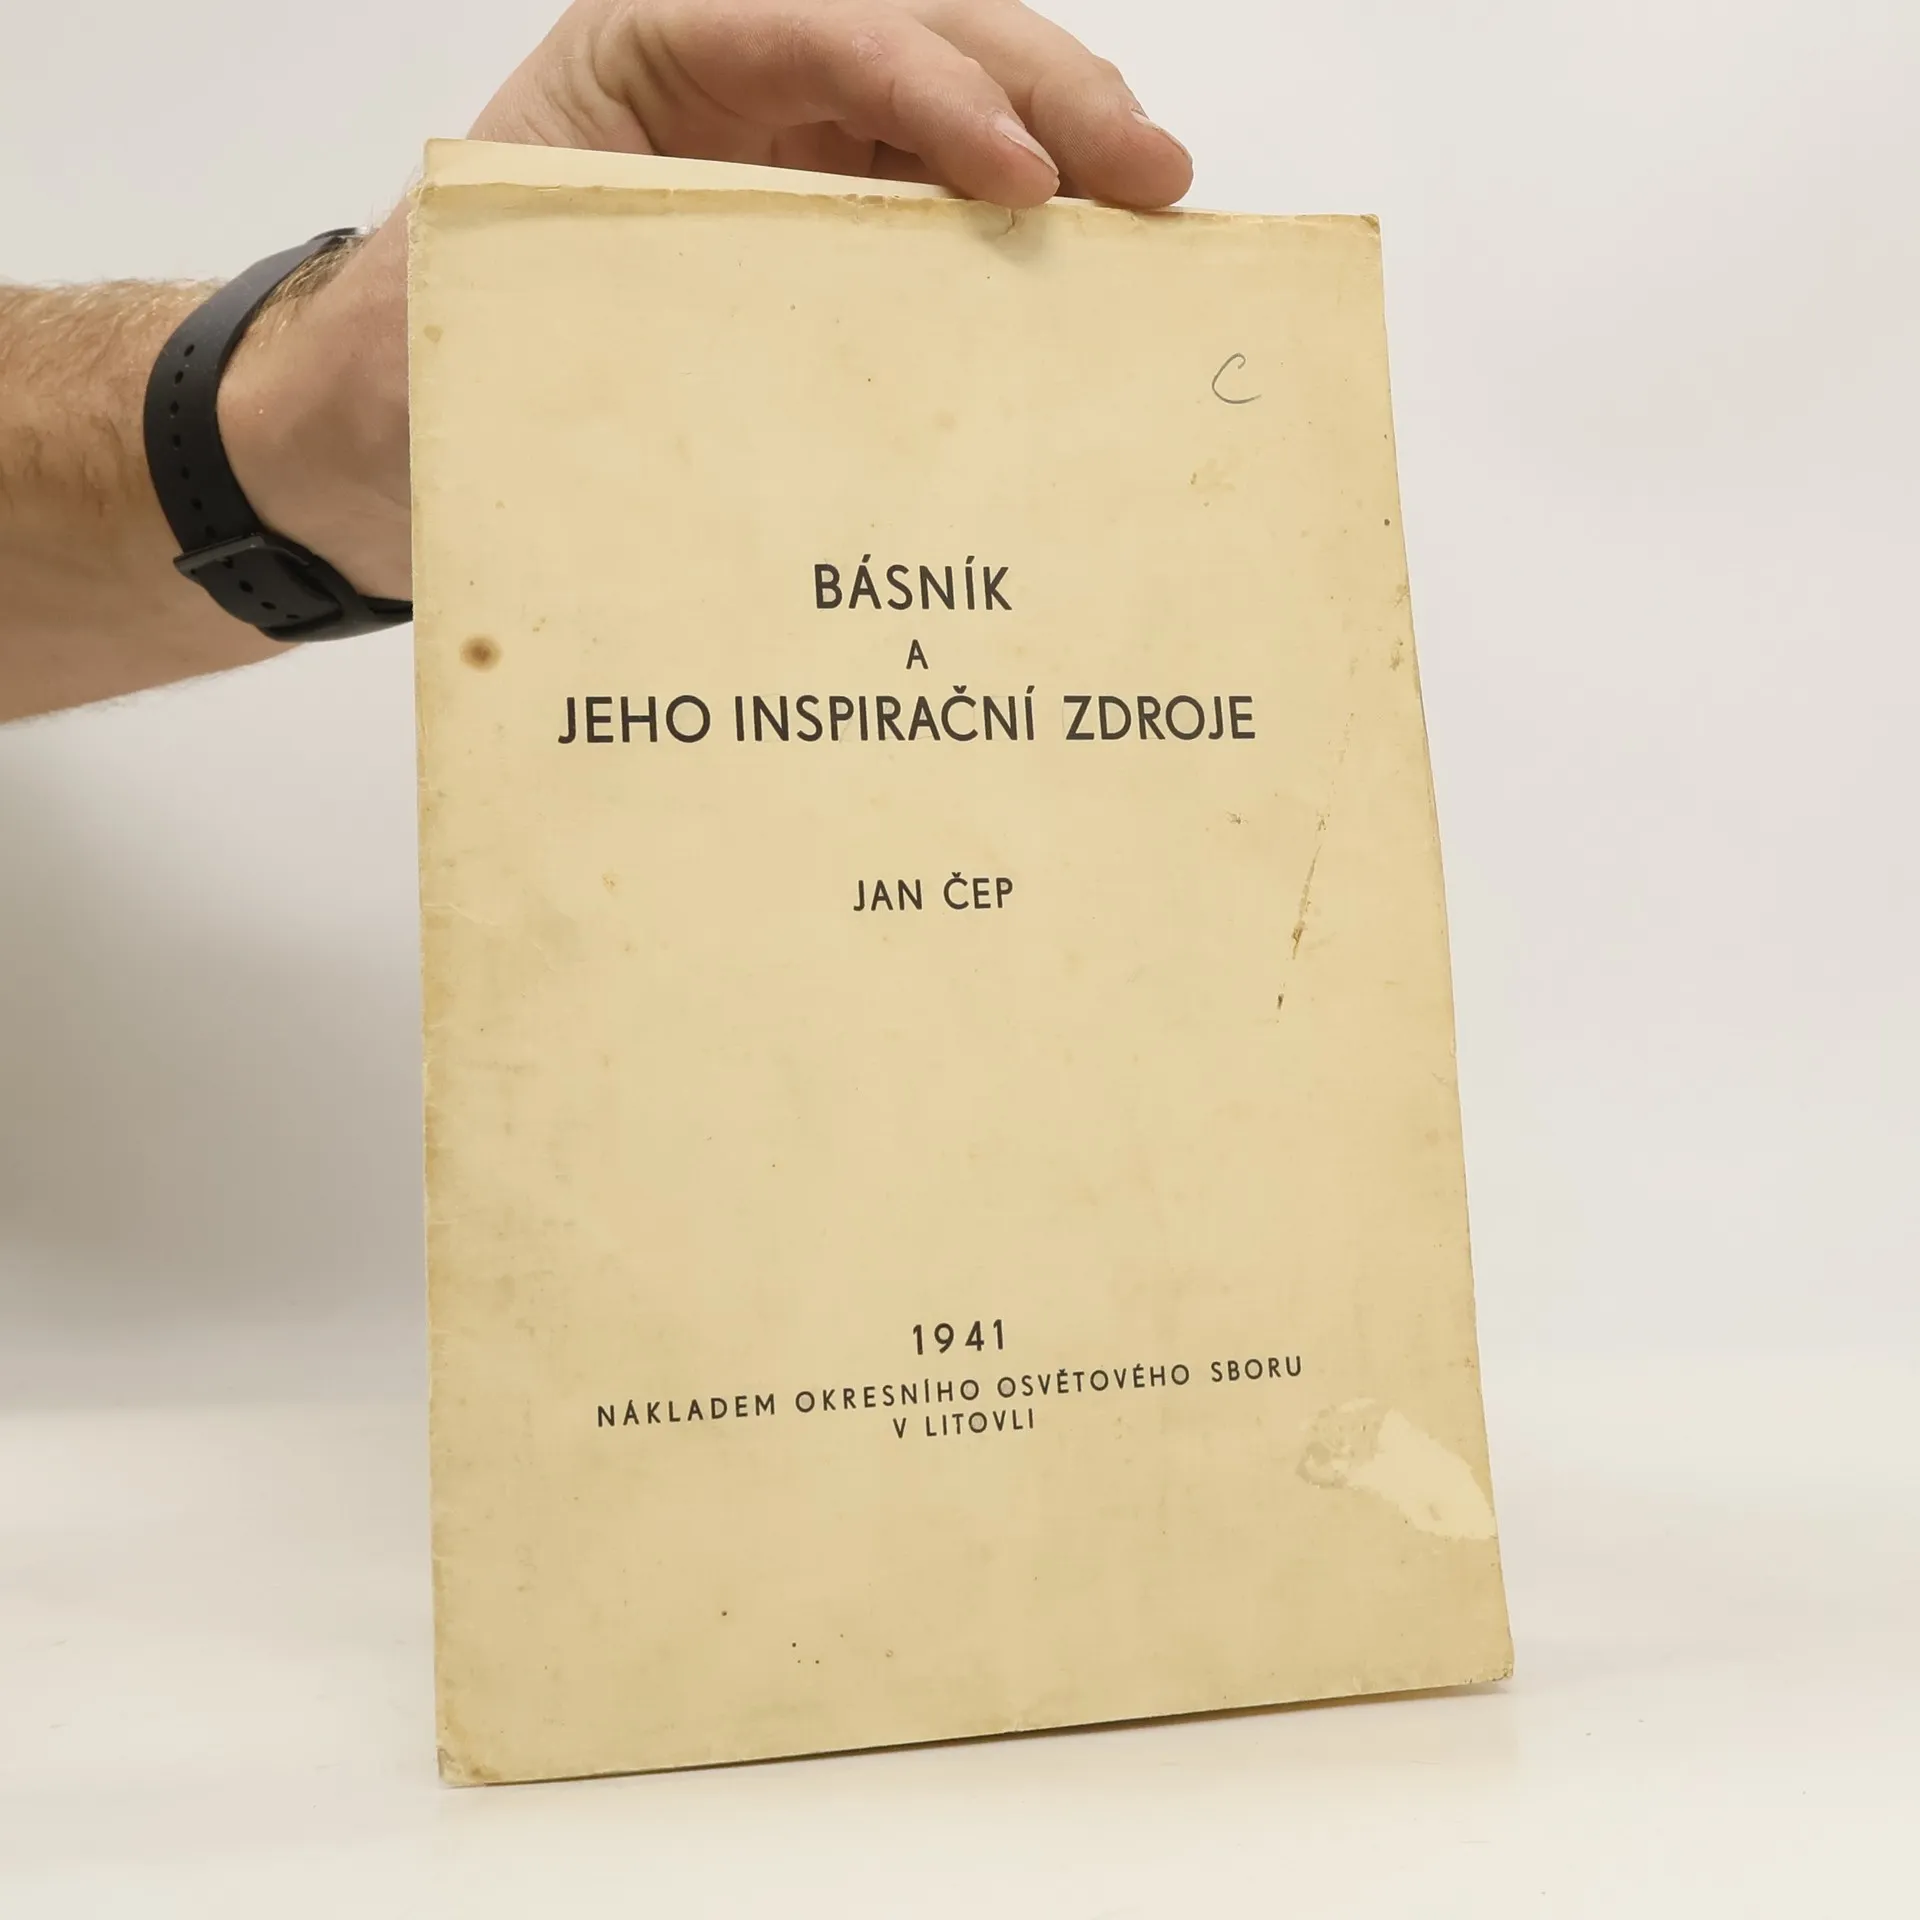 C
BÁSNÍK
A
JEHO INSPIRAČNÍ ZDROJE
JAN ČEP
1941
NÁKLADEM OKRESNÍHO OSVĚTOVÉHO SBORU
V LITOVLI